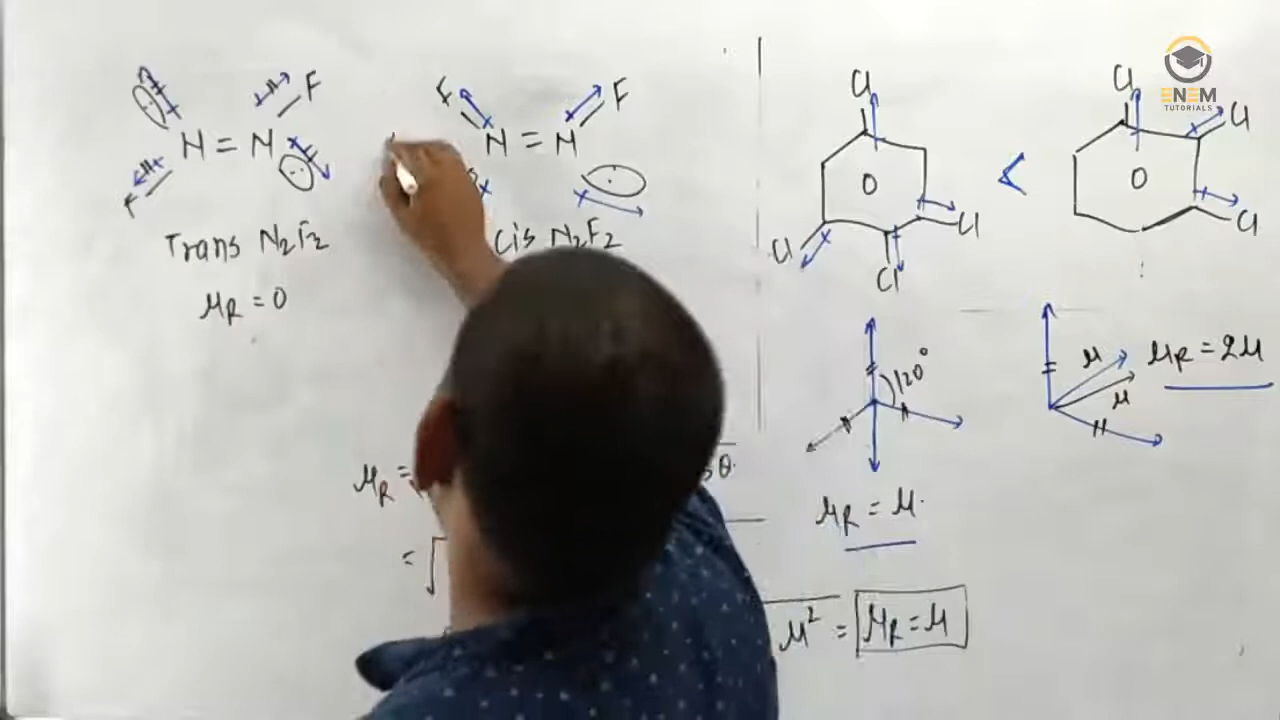 F
N = N
F
Trans N₂F₂
μR = 0
F F
N = N
Cis N₂F₂
μR =
= √
Cl
O
Cl
Cl
Cl
<
Cl
Cl
O
Cl
120°
μR = μ.
μ
μ
μR = 2μ
μ² = μR = μ
ENEM
TUTORIALS